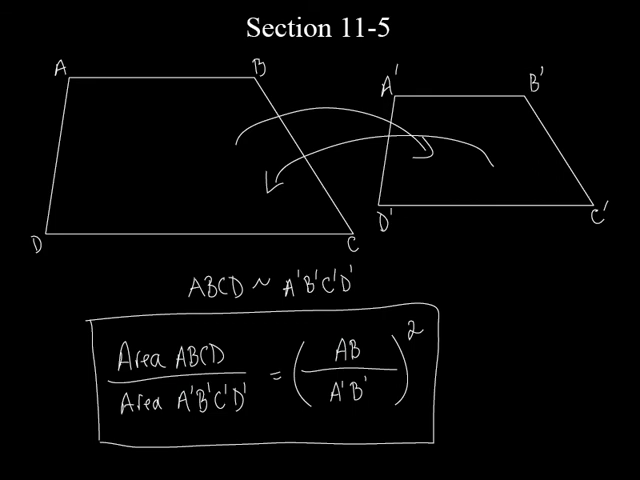 Section 11-5
A B A' B'
D C D' C'
ABCD ~ A'B'C'D'
Area ABCD / Area A'B'C'D' = (AB / A'B')²